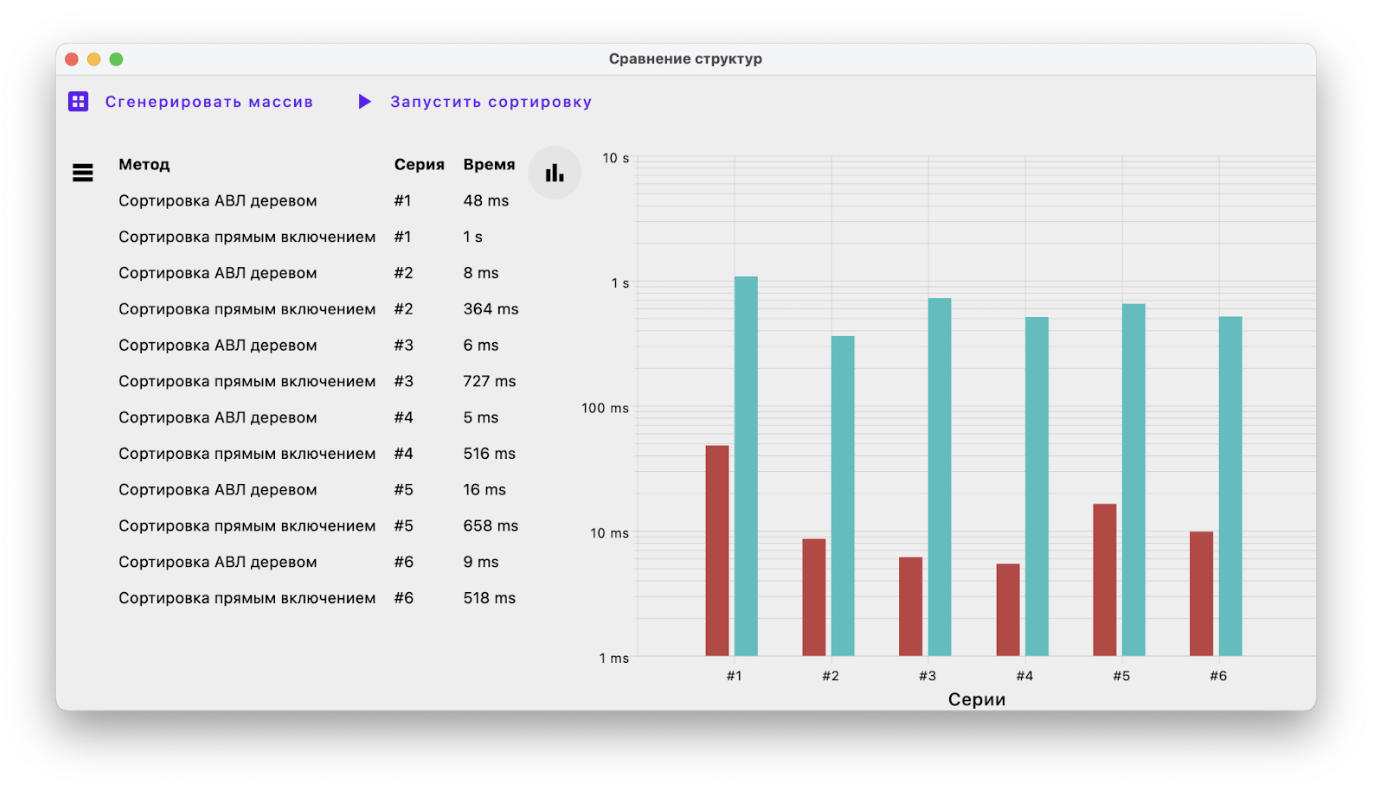 Сравнение структур
Сгенерировать массив Запустить сортировку
Метод Серия Время
Сортировка АВЛ деревом #1 48 ms
Сортировка прямым включением #1 1 s
Сортировка АВЛ деревом #2 8 ms
Сортировка прямым включением #2 364 ms
Сортировка АВЛ деревом #3 6 ms
Сортировка прямым включением #3 727 ms
Сортировка АВЛ деревом #4 5 ms
Сортировка прямым включением #4 516 ms
Сортировка АВЛ деревом #5 16 ms
Сортировка прямым включением #5 658 ms
Сортировка АВЛ деревом #6 9 ms
Сортировка прямым включением #6 518 ms
10 s
1 s
100 ms
10 ms
1 ms
#1 #2 #3 #4 #5 #6
Серии